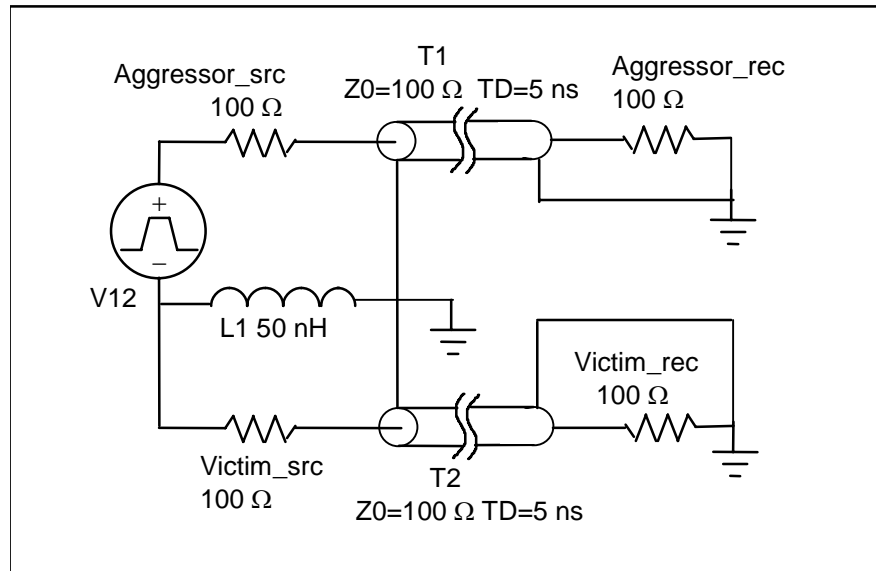 T1
Aggressor_src
Aggressor_rec
Z0=100 Ω TD=5 ns
100 Ω
100 Ω
+
−
V12
L1 50 nH
Victim_rec
100 Ω
Victim_src
T2
100 Ω
Z0=100 Ω TD=5 ns